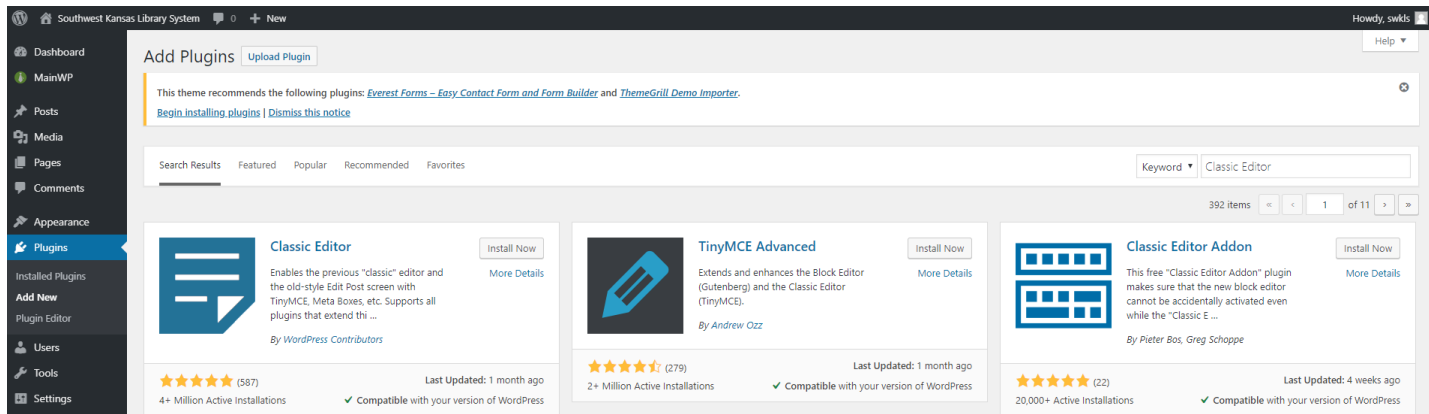 Southwest Kansas Library System 0 + New Howdy, swkls
Help ▼
Dashboard
MainWP
Posts
Media
Pages
Comments
Appearance
Plugins
Installed Plugins
Add New
Plugin Editor
Users
Tools
Settings
Add Plugins Upload Plugin
This theme recommends the following plugins: Everest Forms – Easy Contact Form and Form Builder and ThemeGrill Demo Importer.
Begin installing plugins | Dismiss this notice
Search Results Featured Popular Recommended Favorites Keyword ▼ Classic Editor
392 items « ‹ 1 of 11 › »
Classic Editor
Install Now
More Details
Enables the previous "classic" editor and
the old-style Edit Post screen with
TinyMCE, Meta Boxes, etc. Supports all
plugins that extend thi ...
By WordPress Contributors
(587)
Last Updated: 1 month ago
4+ Million Active Installations
✓ Compatible with your version of WordPress
TinyMCE Advanced
Install Now
More Details
Extends and enhances the Block Editor
(Gutenberg) and the Classic Editor
(TinyMCE).
By Andrew Ozz
(279)
Last Updated: 1 month ago
2+ Million Active Installations
✓ Compatible with your version of WordPress
Classic Editor Addon
Install Now
More Details
This free "Classic Editor Addon" plugin
makes sure that the new block editor
cannot be accidentally activated even
while the "Classic E ...
By Pieter Bos, Greg Schoppe
(22)
Last Updated: 4 weeks ago
20,000+ Active Installations
✓ Compatible with your version of WordPress